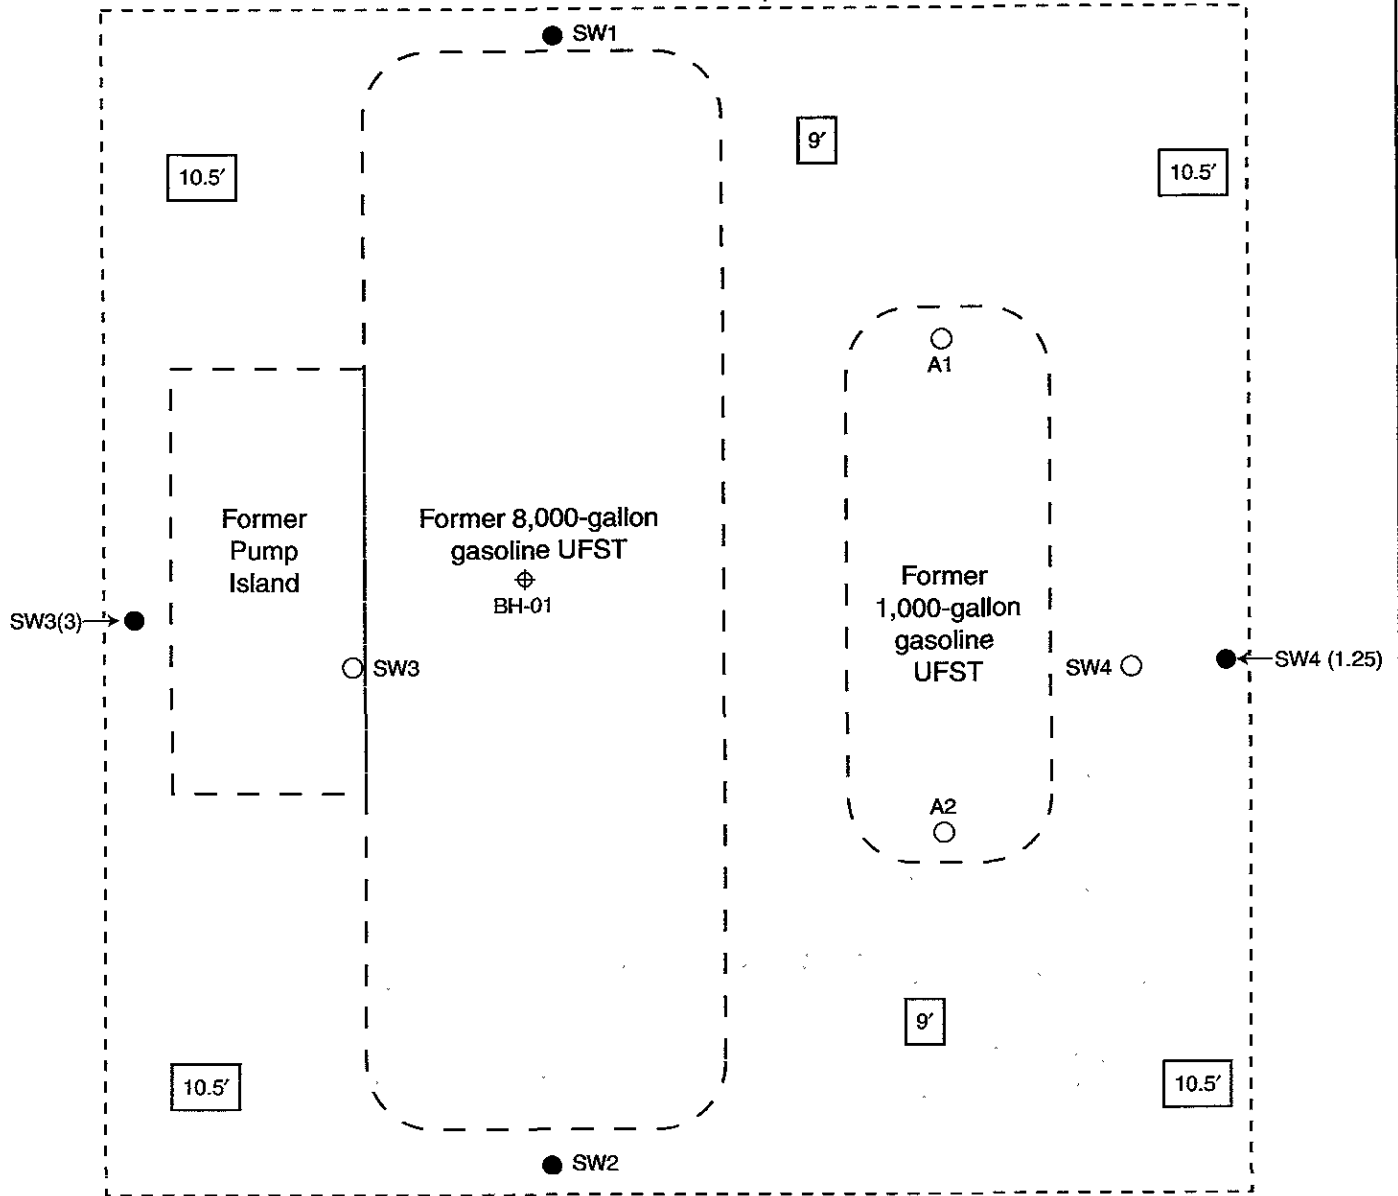 SW1
9′
10.5′
10.5′
A1
Former
Pump
Island
Former 8,000-gallon
gasoline UFST
BH-01
Former
1,000-gallon
gasoline
UFST
SW3(3)
SW3
SW4
SW4 (1.25)
A2
9′
10.5′
10.5′
SW2